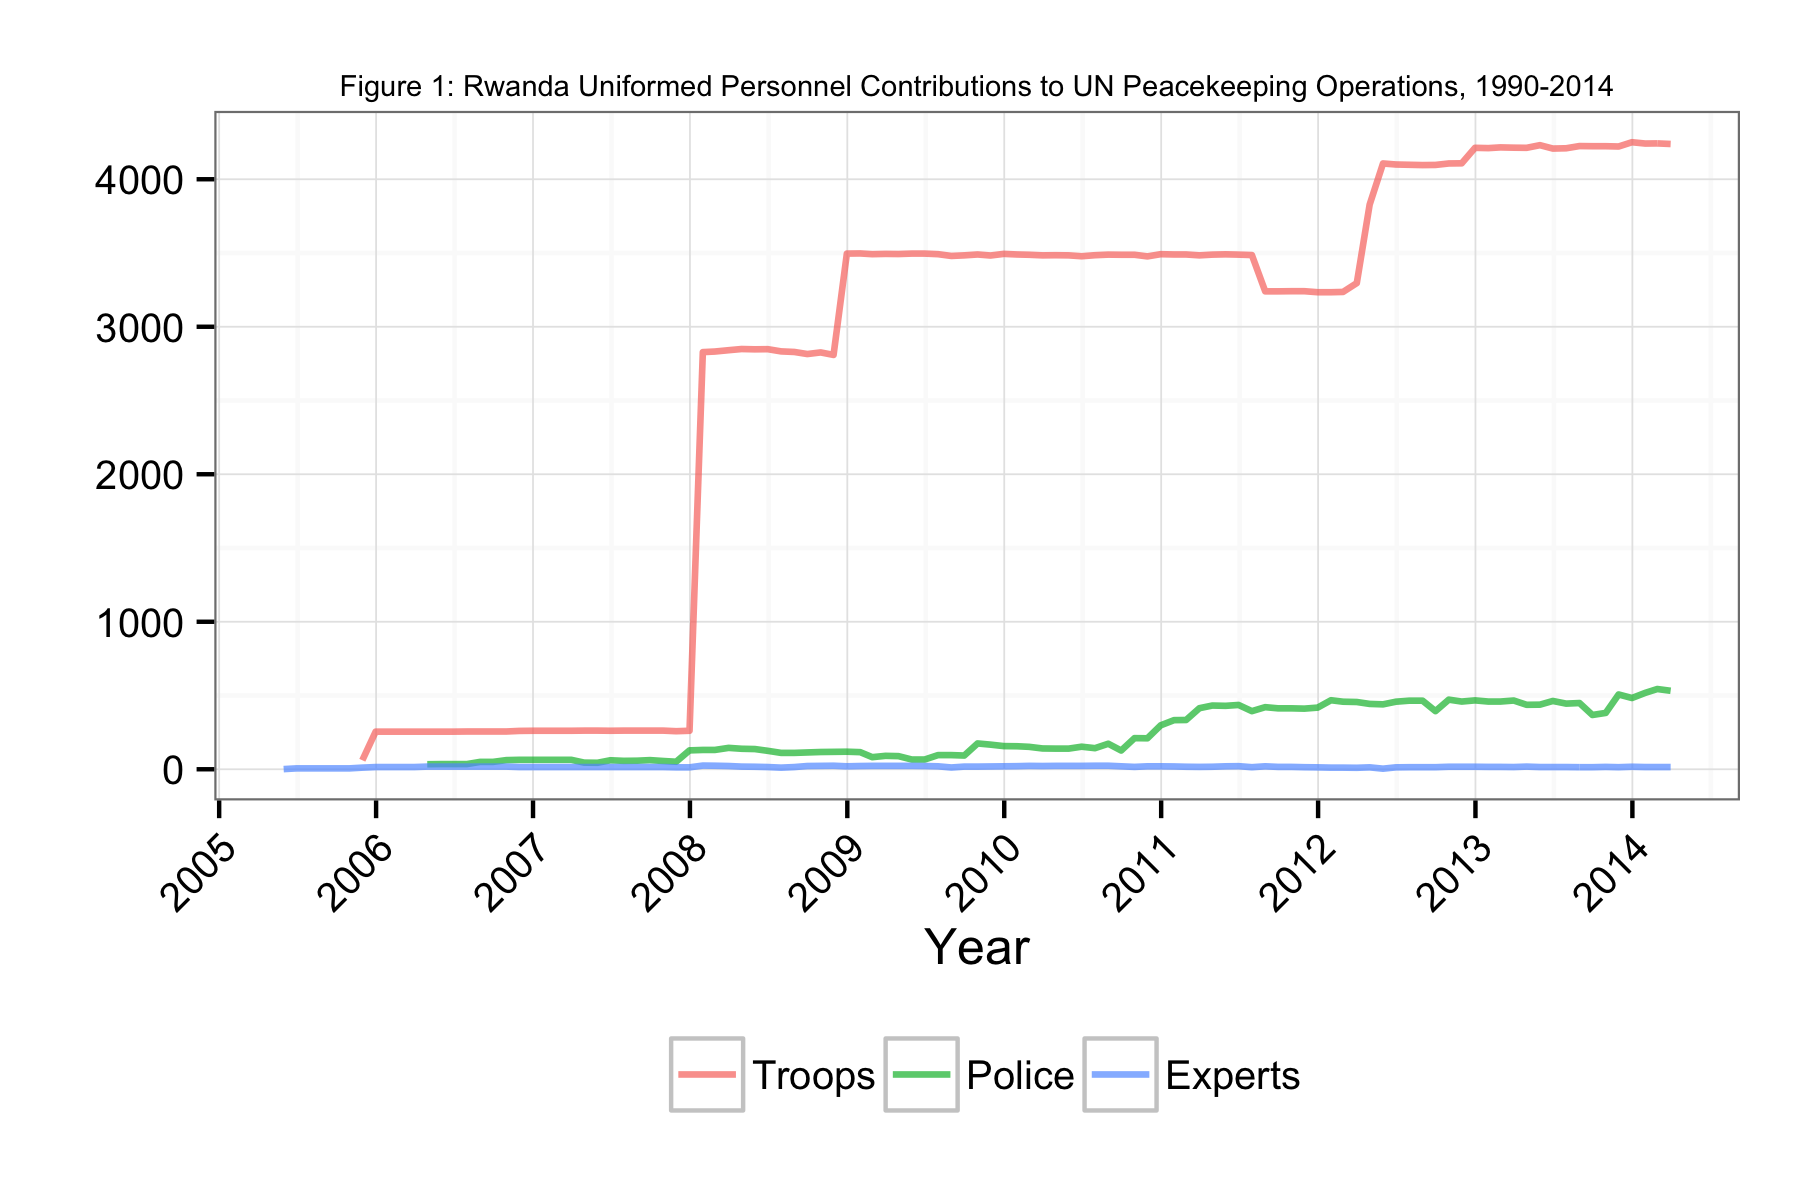 Figure 1: Rwanda Uniformed Personnel Contributions to UN Peacekeeping Operations, 1990-2014
4000
3000
2000
1000
0
2005 2006 2007 2008 2009 2010 2011 2012 2013 2014
Year
Troops Police Experts